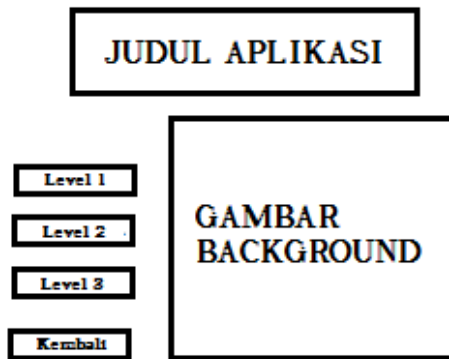 JUDUL APLIKASI
Level 1
Level 2
Level 3
Kembali
GAMBAR
BACKGROUND